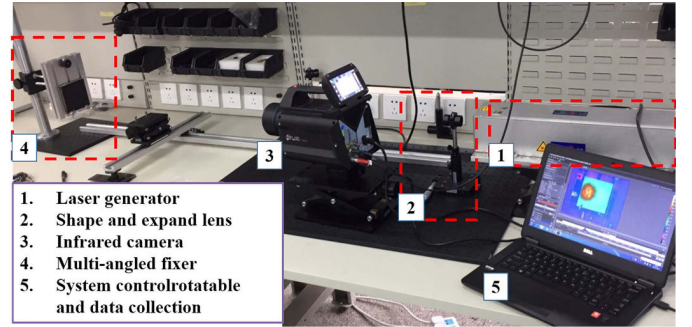 4
3
1
2
5
DELL
1. Laser generator
2. Shape and expand lens
3. Infrared camera
4. Multi-angled fixer
5. System controlrotatable
and data collection